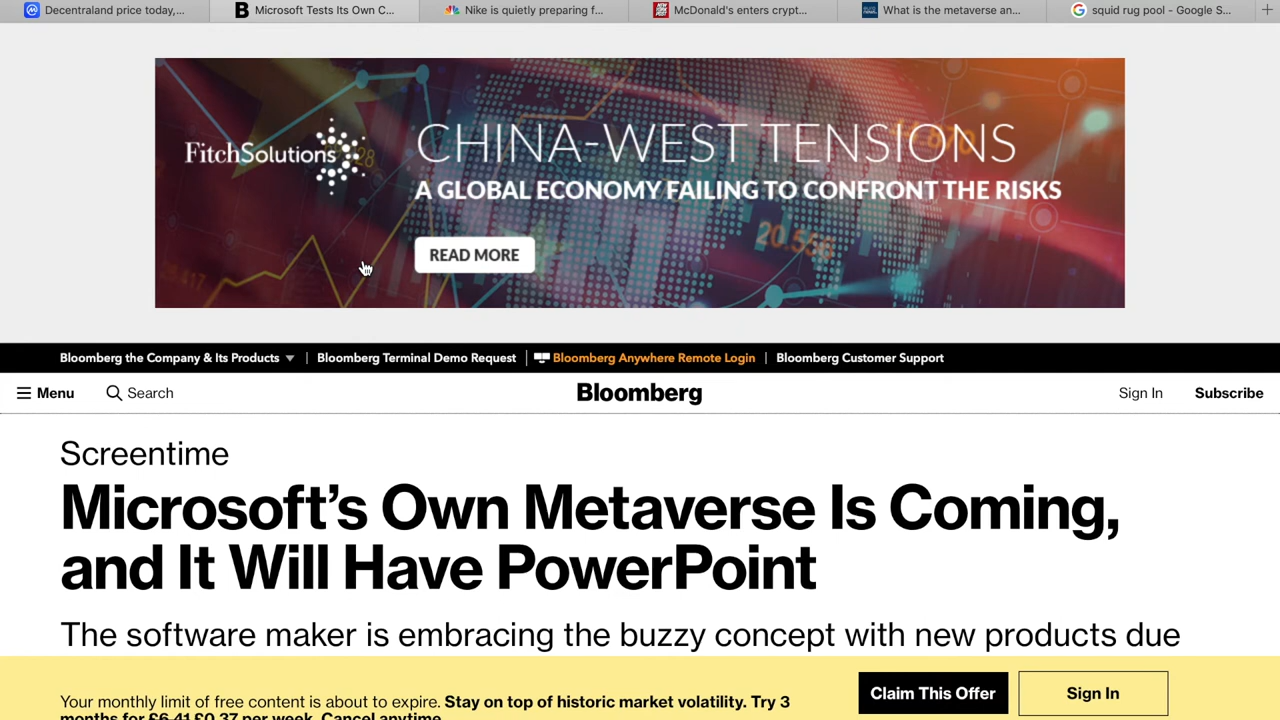 Decentraland price today,...
Microsoft Tests Its Own C...
Nike is quietly preparing f...
McDonald's enters crypt...
What is the metaverse an...
squid rug pool - Google S...
FitchSolutions
CHINA-WEST TENSIONS
A GLOBAL ECONOMY FAILING TO CONFRONT THE RISKS
20.556
READ MORE
Bloomberg the Company & Its Products
Bloomberg Terminal Demo Request
Bloomberg Anywhere Remote Login
Bloomberg Customer Support
Menu
Search
Bloomberg
Sign In
Subscribe
Screentime
Microsoft’s Own Metaverse Is Coming,
and It Will Have PowerPoint
The software maker is embracing the buzzy concept with new products due
Your monthly limit of free content is about to expire. Stay on top of historic market volatility. Try 3
months for £6.41 £0.37 per week. Cancel anytime.
Claim This Offer
Sign In